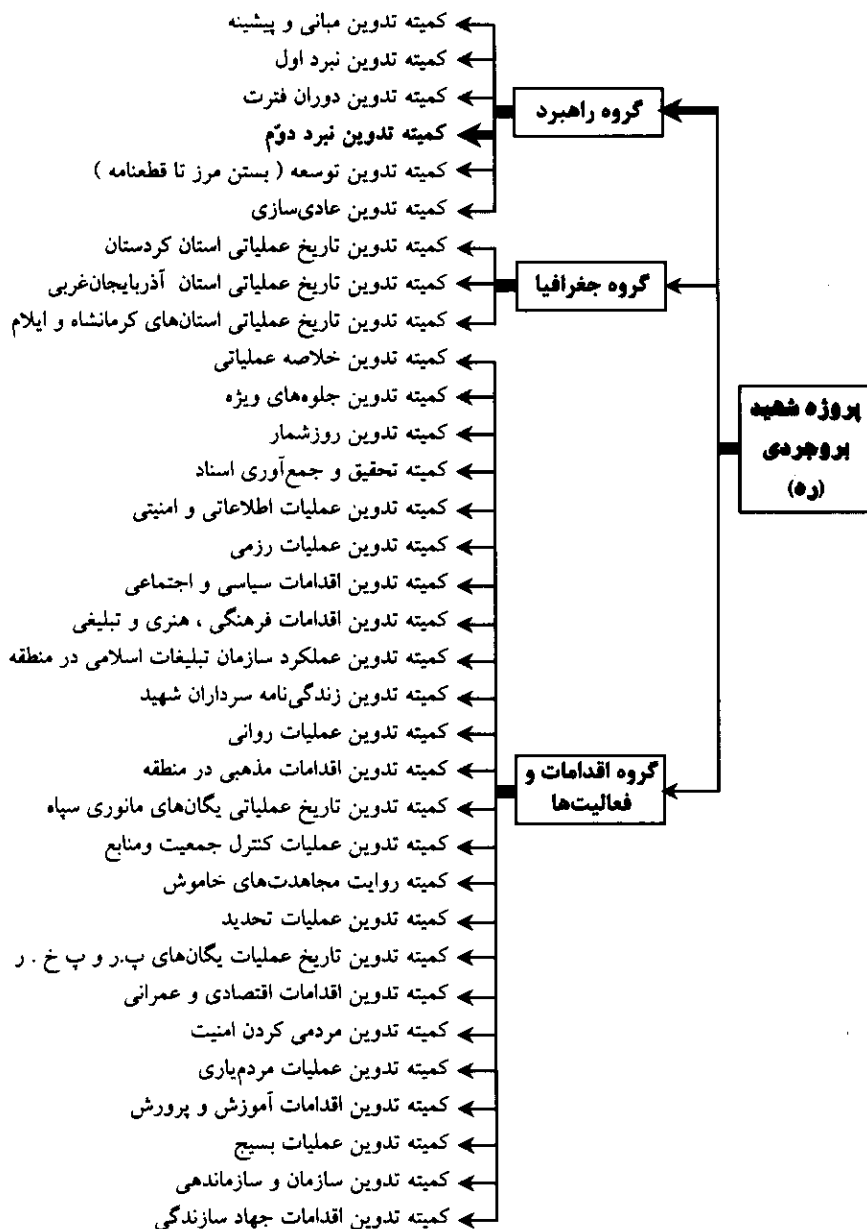 پروژه شهید
بروجردی
(ره)
گروه راهبرد
کمیته تدوین مبانی و پیشینه
کمیته تدوین نبرد اول
کمیته تدوین دوران فترت
کمیته تدوین نبرد دوّم
کمیته تدوین توسعه ( بستن مرز تا قطعنامه )
کمیته تدوین عادی‌سازی
گروه جغرافیا
کمیته تدوین تاریخ عملیاتی استان کردستان
کمیته تدوین تاریخ عملیاتی استان آذربایجان‌غربی
کمیته تدوین تاریخ عملیاتی استان‌های کرمانشاه و ایلام
گروه اقدامات و
فعالیت‌ها
کمیته تدوین خلاصه عملیاتی
کمیته تدوین جلوه‌های ویژه
کمیته تدوین روزشمار
کمیته تحقیق و جمع‌آوری اسناد
کمیته تدوین عملیات اطلاعاتی و امنیتی
کمیته تدوین عملیات رزمی
کمیته تدوین اقدامات سیاسی و اجتماعی
کمیته تدوین اقدامات فرهنگی ، هنری و تبلیغی
کمیته تدوین عملکرد سازمان تبلیغات اسلامی در منطقه
کمیته تدوین زندگی‌نامه سرداران شهید
کمیته تدوین عملیات روانی
کمیته تدوین اقدامات مذهبی در منطقه
کمیته تدوین تاریخ عملیاتی یگان‌های مانوری سپاه
کمیته تدوین عملیات کنترل جمعیت ومنابع
کمیته روایت مجاهدت‌های خاموش
کمیته تدوین عملیات تحدید
کمیته تدوین تاریخ عملیات یگان‌های پ.ر و پ خ . ر
کمیته تدوین اقدامات اقتصادی و عمرانی
کمیته تدوین مردمی کردن امنیت
کمیته تدوین عملیات مردم‌یاری
کمیته تدوین اقدامات آموزش و پرورش
کمیته تدوین عملیات بسیج
کمیته تدوین سازمان و سازماندهی
کمیته تدوین اقدامات جهاد سازندگی